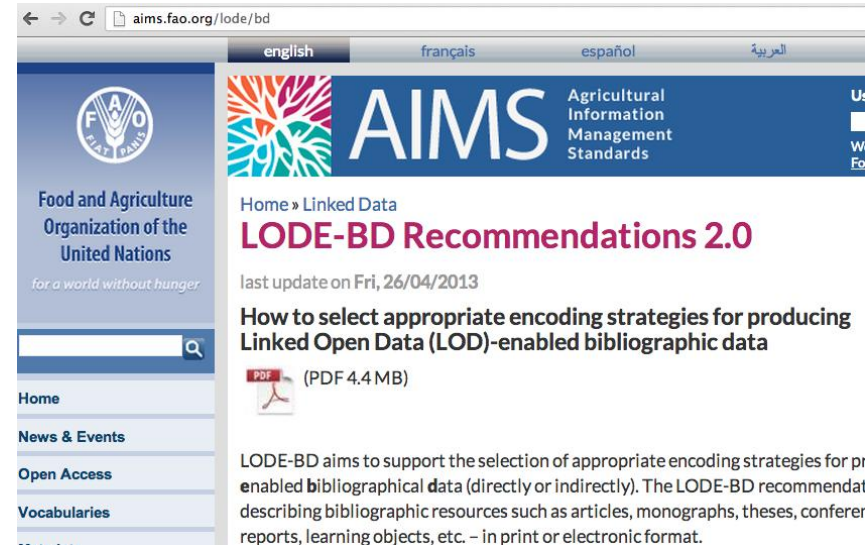 aims.fao.org/lode/bd
english français español العربية
FAO
FIAT PANIS
Food and Agriculture
Organization of the
United Nations
for a world without hunger
Home
News & Events
Open Access
Vocabularies
AIMS
Agricultural
Information
Management
Standards
Home » Linked Data
LODE-BD Recommendations 2.0
last update on Fri, 26/04/2013
How to select appropriate encoding strategies for producing
Linked Open Data (LOD)-enabled bibliographic data
PDF
(PDF 4.4 MB)
LODE-BD aims to support the selection of appropriate encoding strategies for
enabled bibliographical data (directly or indirectly). The LODE-BD
describing bibliographic resources such as articles, monographs, theses,
reports, learning objects, etc. – in print or electronic format.